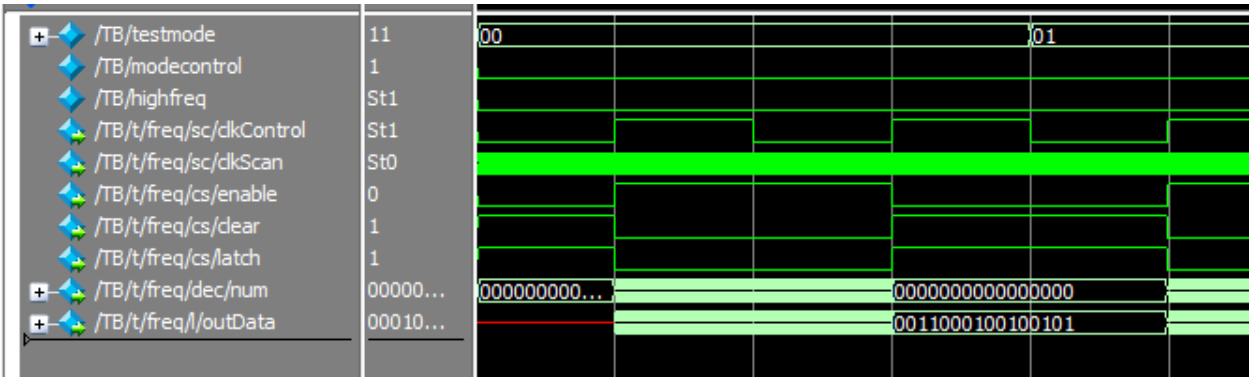 /TB/testmode 11 00 01
/TB/modecontrol 1
/TB/highfreq St1
/TB/t/freq/sc/clkControl St1
/TB/t/freq/sc/clkScan St0
/TB/t/freq/cs/enable 0
/TB/t/freq/cs/clear 1
/TB/t/freq/cs/latch 1
/TB/t/freq/dec/num 00000... 000000000... 0000000000000000
/TB/t/freq/l/outData 00010... 0011000100100101